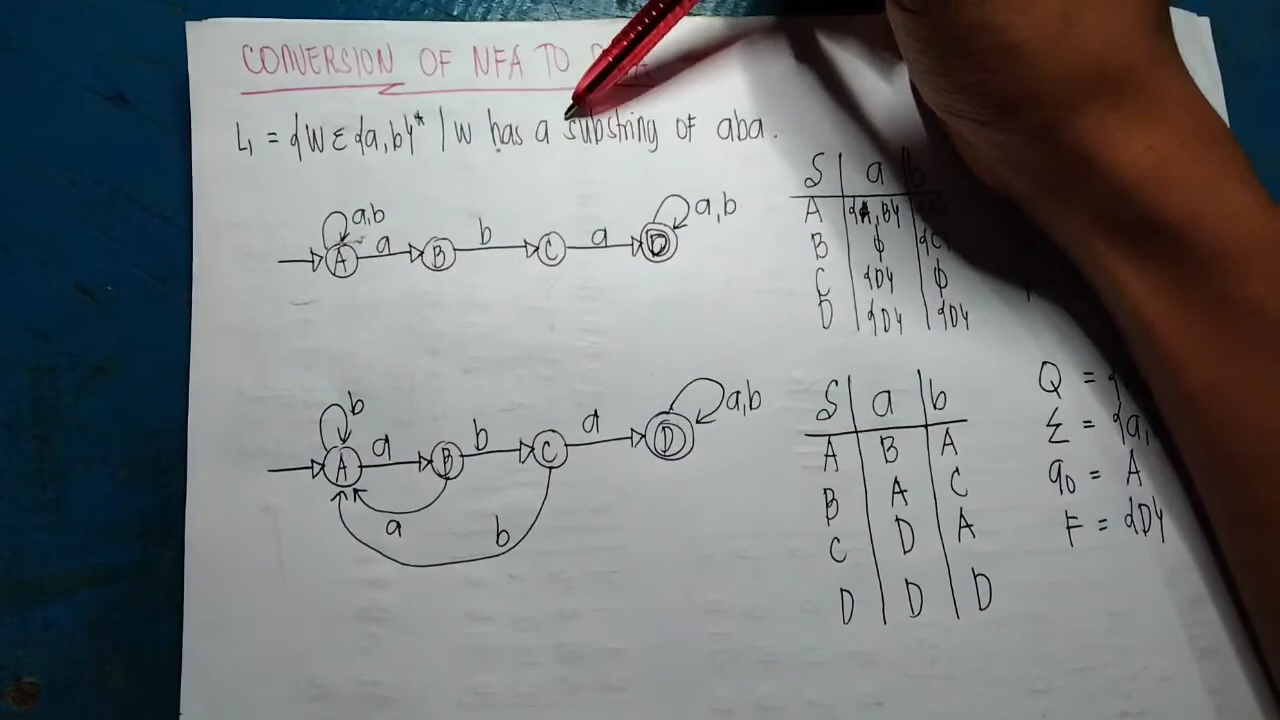 CONVERSION OF NFA TO
L₁ = {W ε {a,b}* | W has a substring of aba.
a,b
A a B b C a D a,b
S | a | b
A | {A,B}
B | ϕ | {C
C | {D} | ϕ
D | {D} | {D}
b
A a B b C a D a,b
a
b
S | a | b
A | B | A
B | A | C
C | D | A
D | D | D
Q = {
Σ = {a,
q₀ = A
F = {D}